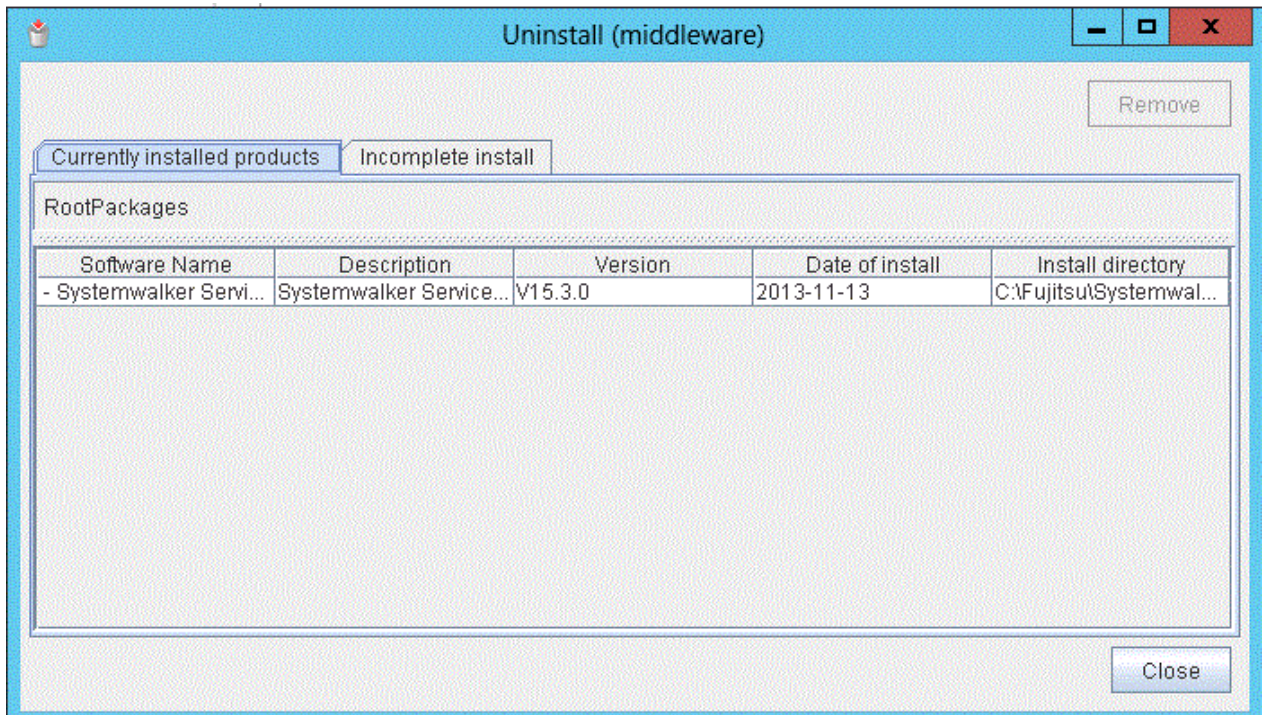 Uninstall (middleware)
Remove
Currently installed products Incomplete install
RootPackages
Software Name Description Version Date of install Install directory
- Systemwalker Servi... Systemwalker Service... V15.3.0 2013-11-13 C:\Fujitsu\Systemwal...
Close